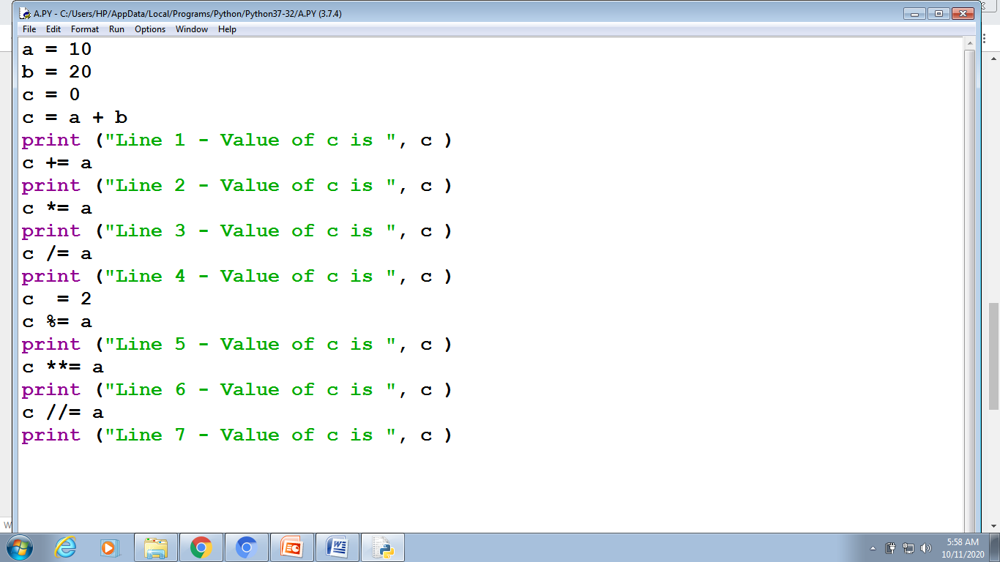 A.PY - C:/Users/HP/AppData/Local/Programs/Python/Python37-32/A.PY (3.7.4)
File Edit Format Run Options Window Help
a = 10
b = 20
c = 0
c = a + b
print ("Line 1 - Value of c is ", c )
c += a
print ("Line 2 - Value of c is ", c )
c *= a
print ("Line 3 - Value of c is ", c )
c /= a
print ("Line 4 - Value of c is ", c )
c  = 2
c %= a
print ("Line 5 - Value of c is ", c )
c **= a
print ("Line 6 - Value of c is ", c )
c //= a
print ("Line 7 - Value of c is ", c )
W
5:58 AM
10/11/2020